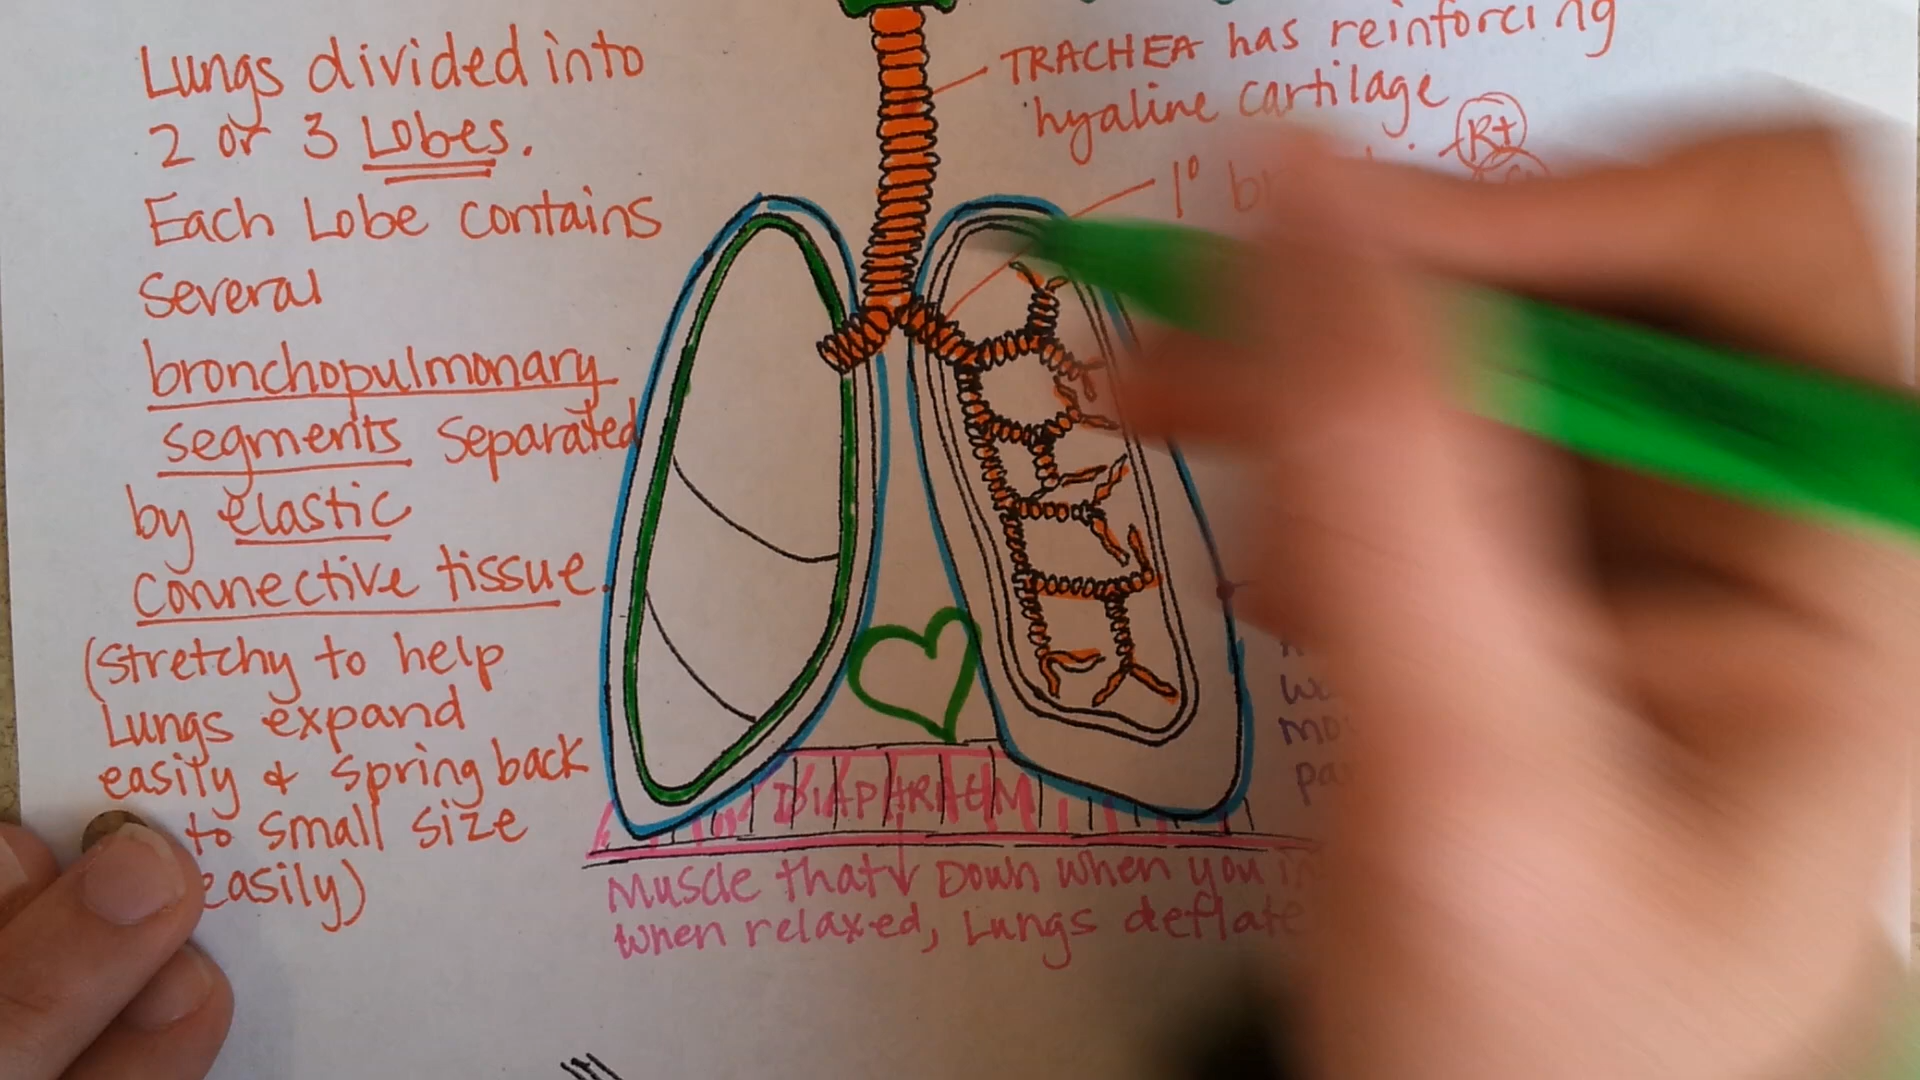 Lungs divided into
2 or 3 Lobes.
Each Lobe contains
several
bronchopulmonary
segments separated
by elastic
connective tissue.
(stretchy to help
Lungs expand
easily & spring back
to small size
easily)
TRACHEA has reinforcing
hyaline cartilage
1°
Rt
DIAPHRAGM
Muscle that ↓ Down when you
when relaxed, Lungs deflate